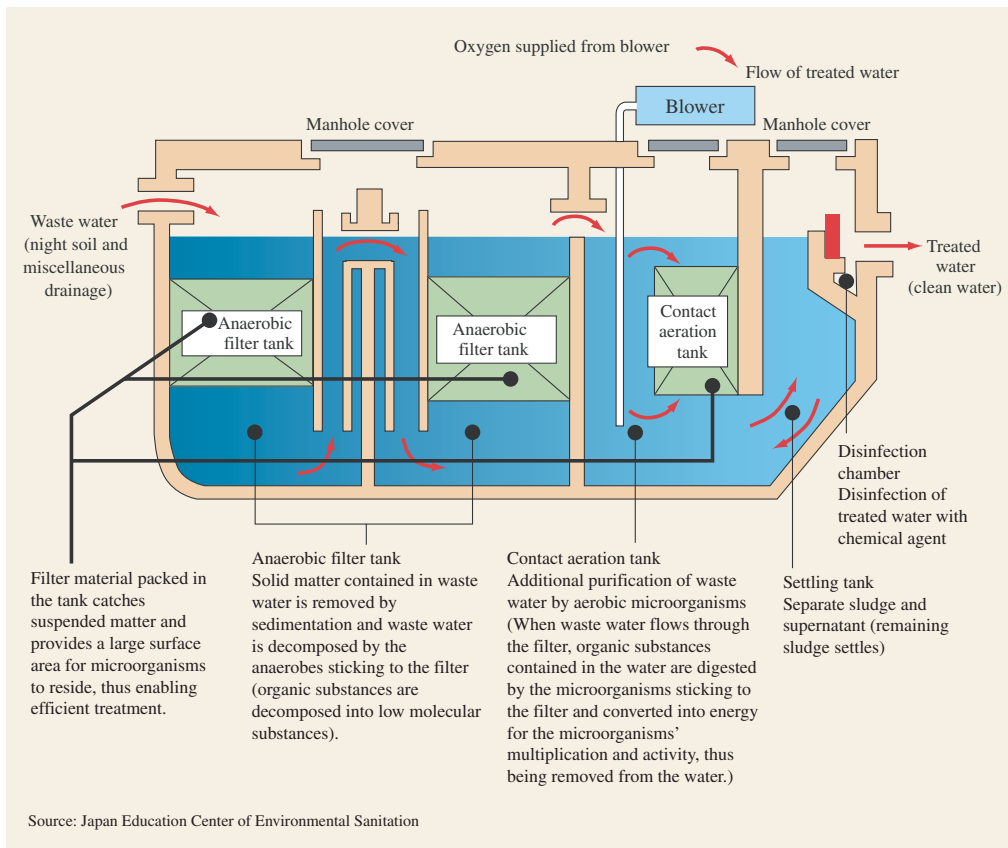 Oxygen supplied from blower
Flow of treated water
Blower
Manhole cover
Manhole cover
Waste water
(night soil and
miscellaneous
drainage)
Treated
water
(clean water)
Anaerobic
filter tank
Anaerobic
filter tank
Contact
aeration
tank
Disinfection
chamber
Disinfection of
treated water with
chemical agent
Filter material packed in
the tank catches
suspended matter and
provides a large surface
area for microorganisms
to reside, thus enabling
efficient treatment.
Anaerobic filter tank
Solid matter contained in waste
water is removed by
sedimentation and waste water
is decomposed by the
anaerobes sticking to the filter
(organic substances are
decomposed into low molecular
substances).
Contact aeration tank
Additional purification of waste
water by aerobic microorganisms
(When waste water flows through
the filter, organic substances
contained in the water are digested
by the microorganisms sticking to
the filter and converted into energy
for the microorganisms’
multiplication and activity, thus
being removed from the water.)
Settling tank
Separate sludge and
supernatant (remaining
sludge settles)
Source: Japan Education Center of Environmental Sanitation